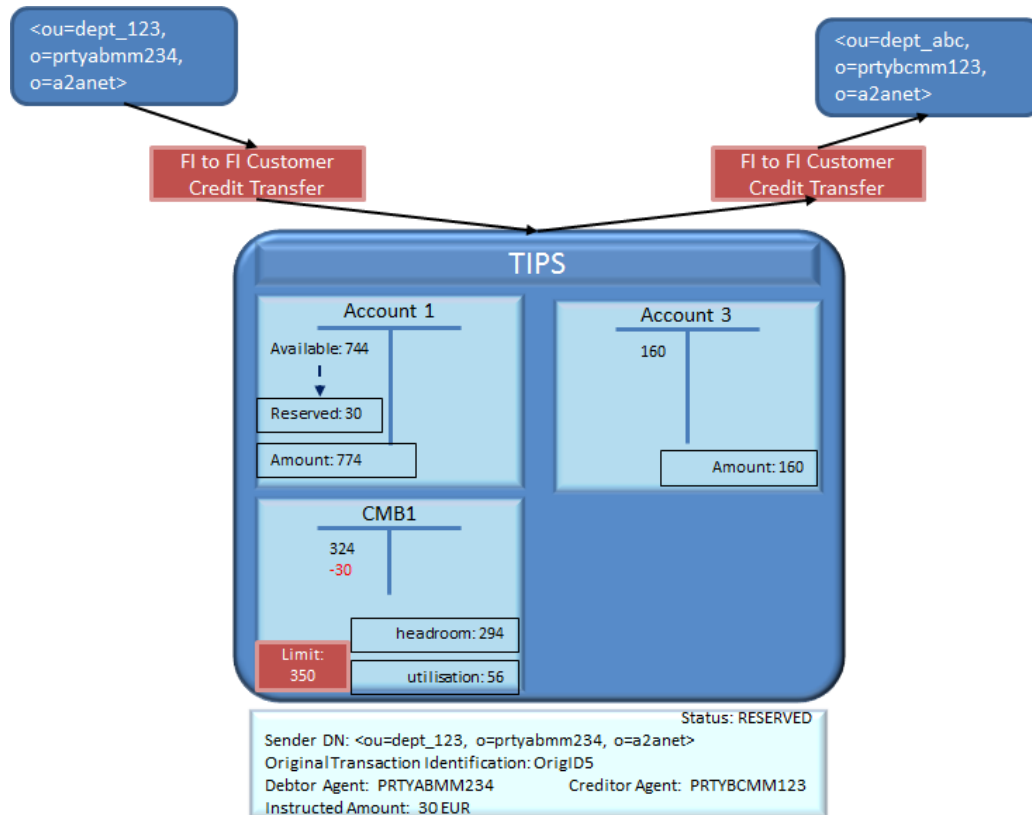 <ou=dept_123,
o=prtyabmm234,
o=a2anet>
<ou=dept_abc,
o=prtybcmm123,
o=a2anet>
FI to FI Customer
Credit Transfer
FI to FI Customer
Credit Transfer
TIPS
Account 1
Available: 744
Reserved: 30
Amount: 774
Account 3
160
Amount: 160
CMB1
324
-30
headroom: 294
Limit:
350
utilisation: 56
Status: RESERVED
Sender DN: <ou=dept_123, o=prtyabmm234, o=a2anet>
Original Transaction Identification: OrigID5
Debtor Agent: PRTYABMM234 Creditor Agent: PRTYBCMM123
Instructed Amount: 30 EUR